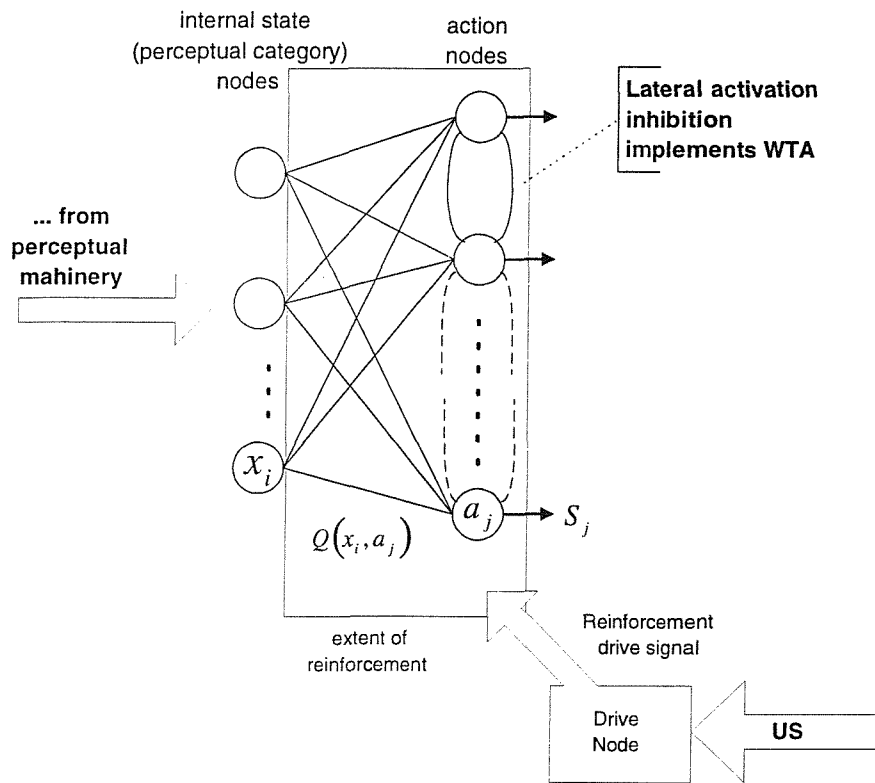 internal state
(perceptual category)
nodes
action
nodes
Lateral activation
inhibition
implements WTA
... from
perceptual
mahinery
x_i
a_j
S_j
Q(x_i, a_j)
extent of
reinforcement
Reinforcement
drive signal
Drive
Node
US